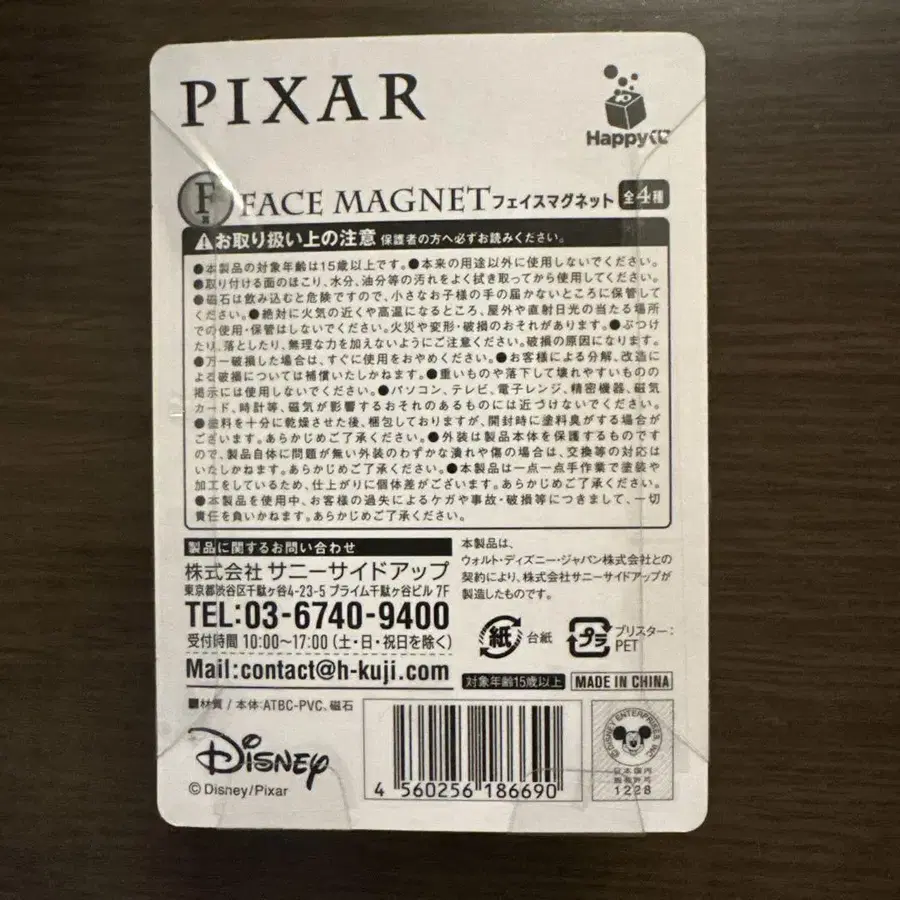 PIXAR
Happyくじ
F賞 FACE MAGNET フェイスマグネット 全4種
お取り扱い上の注意 保護者の方へ必ずお読みください。
●本製品の対象年齢は15歳以上です。●本来の用途以外に使用しないでください。
●取り付ける面のほこり、水分、油分等の汚れをよく拭き取ってから使用してください。
●磁石は飲み込むと危険ですので、小さなお子様の手の届かないところに保管して
ください。●絶対に火気の近くや高温になるところ、屋外や直射日光の当たる場所
での使用・保管はしないでください。火災や変形・破損のおそれがあります。●ぶつけ
たり、落としたり、無理な力を加えないようにご注意ください。破損の原因になります。
●万一破損した場合は、すぐに使用をおやめください。●お客様による分解、改造に
よる破損については補償いたしかねます。●重いものや落下して壊れやすいものの
掲示には使用しないでください。●パソコン、テレビ、電子レンジ、精密機器、磁気
カード、時計等、磁気が影響するおそれのあるものには近づけないでください。
●塗料を十分に乾燥させた後、梱包しておりますが、開封時に塗料臭がする場合が
ございます。あらかじめご了承ください。●外装は製品本体を保護するものです
ので、製品自体に問題が無い外装のわずかな潰れや傷の場合は、交換等の対応は
いたしかねます。あらかじめご了承ください。●本製品は一点一点手作業で塗装や
加工をしているため、仕上がりに個体差がございます。あらかじめご了承ください。
●本製品を使用中、お客様の過失によるケガや事故・破損等につきまして、一切
責任を負いかねます。あらかじめご了承ください。
製品に関するお問い合わせ
株式会社 サニーサイドアップ
東京都渋谷区千駄ヶ谷4-23-5 プライム千駄ヶ谷ビル 7F
TEL:03-6740-9400
受付時間 10:00〜17:00(土・日・祝日を除く)
Mail:contact@h-kuji.com
本製品は、
ウォルト・ディズニー・ジャパン株式会社との
契約により、株式会社サニーサイドアップが
製造したものです。
紙 台紙
プラ ブリスター:
PET
対象年齢15歳以上 MADE IN CHINA
■材質 / 本体:ATBC-PVC、磁石
Disney
© Disney/Pixar
4 560256 186690
© DISNEY ENTERPRISES INC.
日本国内
1228